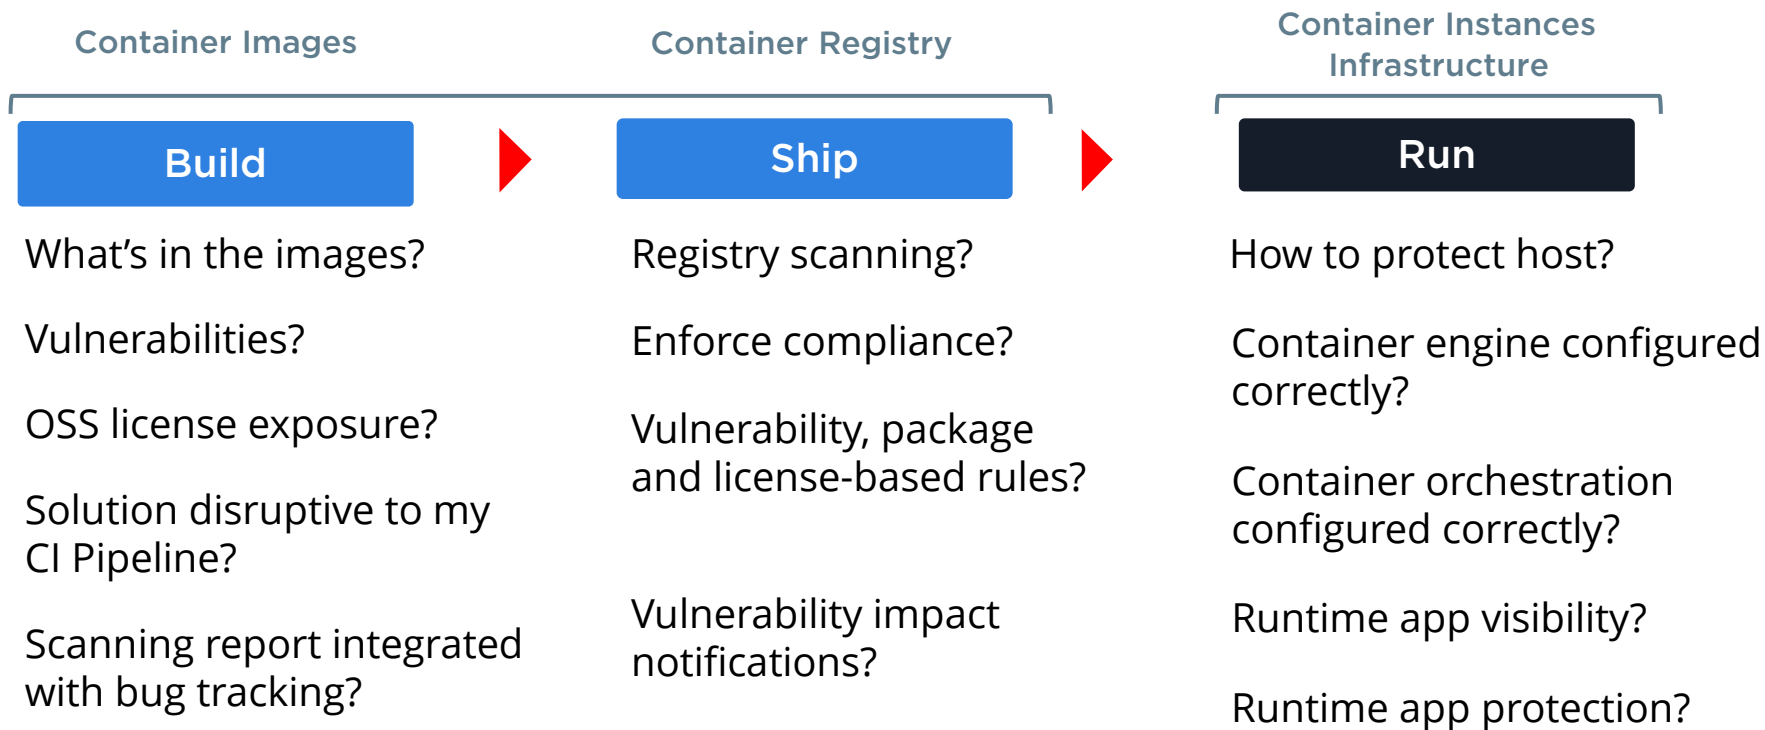 Container Images
Container Registry
Container Instances
Infrastructure
Build
Ship
Run
What’s in the images?
Vulnerabilities?
OSS license exposure?
Solution disruptive to my
CI Pipeline?
Scanning report integrated
with bug tracking?
Registry scanning?
Enforce compliance?
Vulnerability, package
and license-based rules?
Vulnerability impact
notifications?
How to protect host?
Container engine configured
correctly?
Container orchestration
configured correctly?
Runtime app visibility?
Runtime app protection?